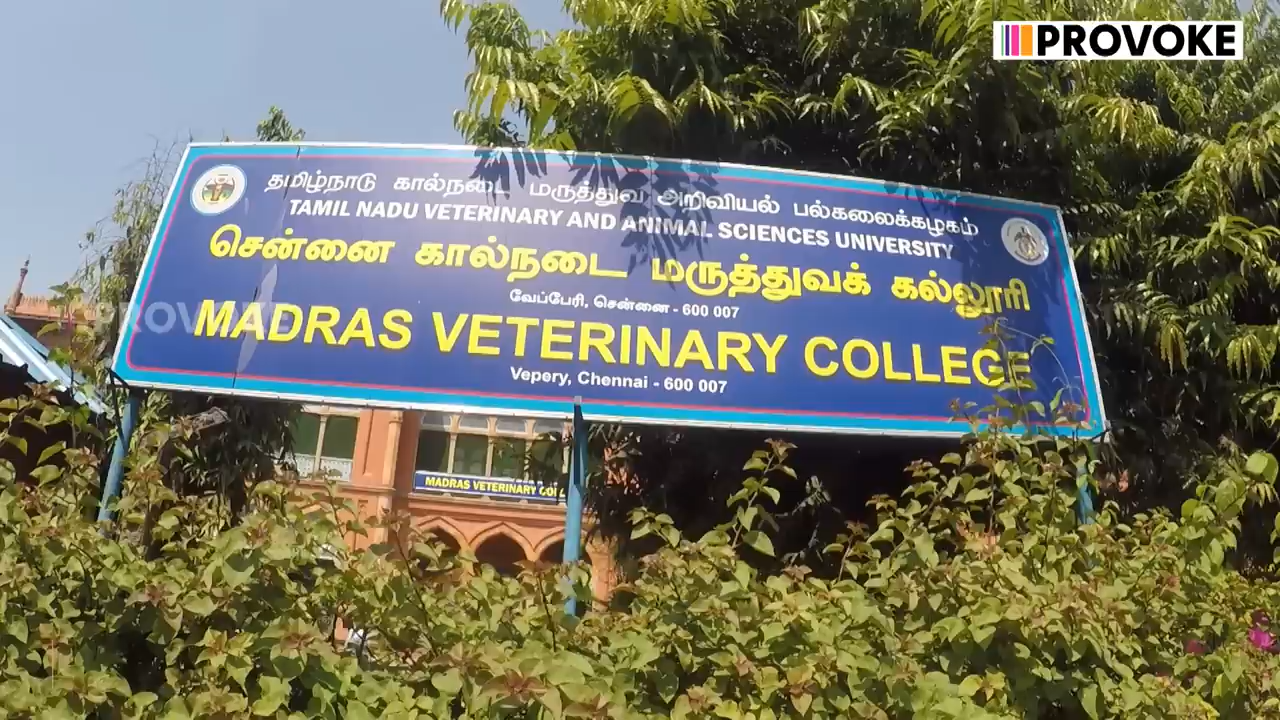 PROVOKE
தமிழ்நாடு கால்நடை மருத்துவ அறிவியல் பல்கலைக்கழகம்
TAMIL NADU VETERINARY AND ANIMAL SCIENCES UNIVERSITY
சென்னை கால்நடை மருத்துவக் கல்லூரி
வேப்பேரி, சென்னை - 600 007
PROVOKE
MADRAS VETERINARY COLLEGE
Vepery, Chennai - 600 007
MADRAS VETERINARY